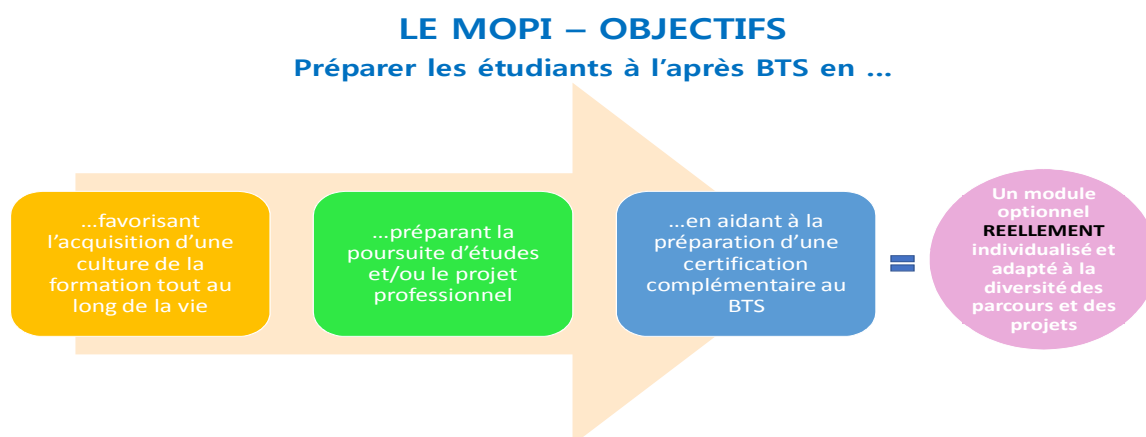 LE MOPI – OBJECTIFS
Préparer les étudiants à l’après BTS en ...
...favorisant
l’acquisition d’une
culture de la
formation tout au
long de la vie
...préparant la
poursuite d’études
et/ou le projet
professionnel
...en aidant à la
préparation d’une
certification
complémentaire au
BTS
=
Un module
optionnel
REELLEMENT
individualisé et
adapté à la
diversité des
parcours et des
projets